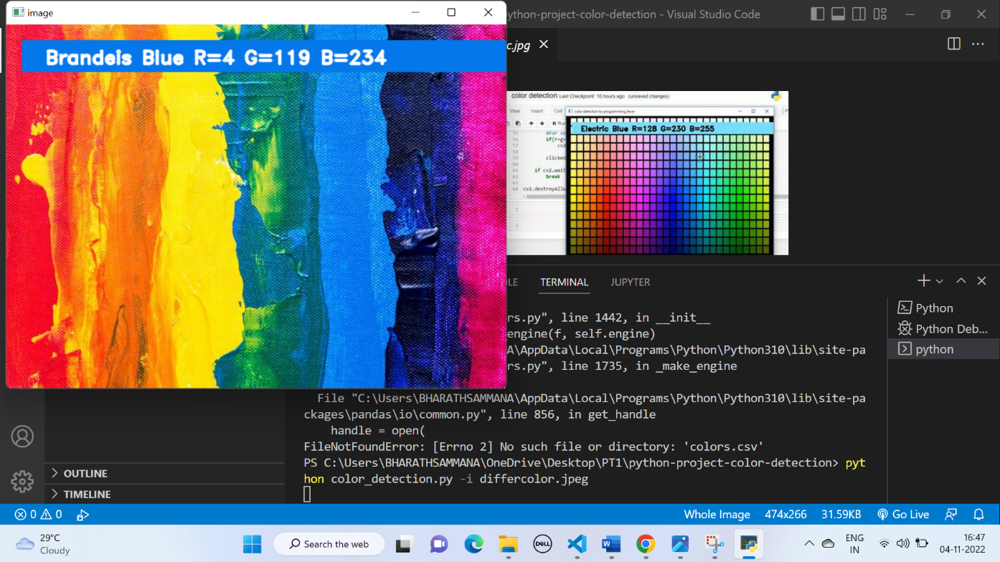 image
python-project-color-detection - Visual Studio Code
c.jpg
Brandeis Blue R=4 G=119 B=234
color detection Last Checkpoint 16 hours ago (unsaved changes)
View Insert Cell
color detection by programming_fever
Electric Blue R=128 G=230 B=255
55 #For ve
56 if(r+g+
57 cv2
58
59 clicked
60
61 if cv2.wait
62 break
63
64 cv2.destroyAllW
TERMINAL JUPYTER
rs.py", line 1442, in __init__
engine(f, self.engine)
A\AppData\Local\Programs\Python\Python310\lib\site-pa
rs.py", line 1735, in _make_engine
File "C:\Users\BHARATHSAMMANA\AppData\Local\Programs\Python\Python310\lib\site-pa
ckages\pandas\io\common.py", line 856, in get_handle
handle = open(
FileNotFoundError: [Errno 2] No such file or directory: 'colors.csv'
PS C:\Users\BHARATHSAMMANA\OneDrive\Desktop\PT1\python-project-color-detection> pyt
hon color_detection.py -i differcolor.jpeg
Python
Python Deb...
python
OUTLINE
TIMELINE
0 0 Whole Image 474x266 31.59KB Go Live
29°C
Cloudy
Search the web
DELL
ENG
IN
16:47
04-11-2022